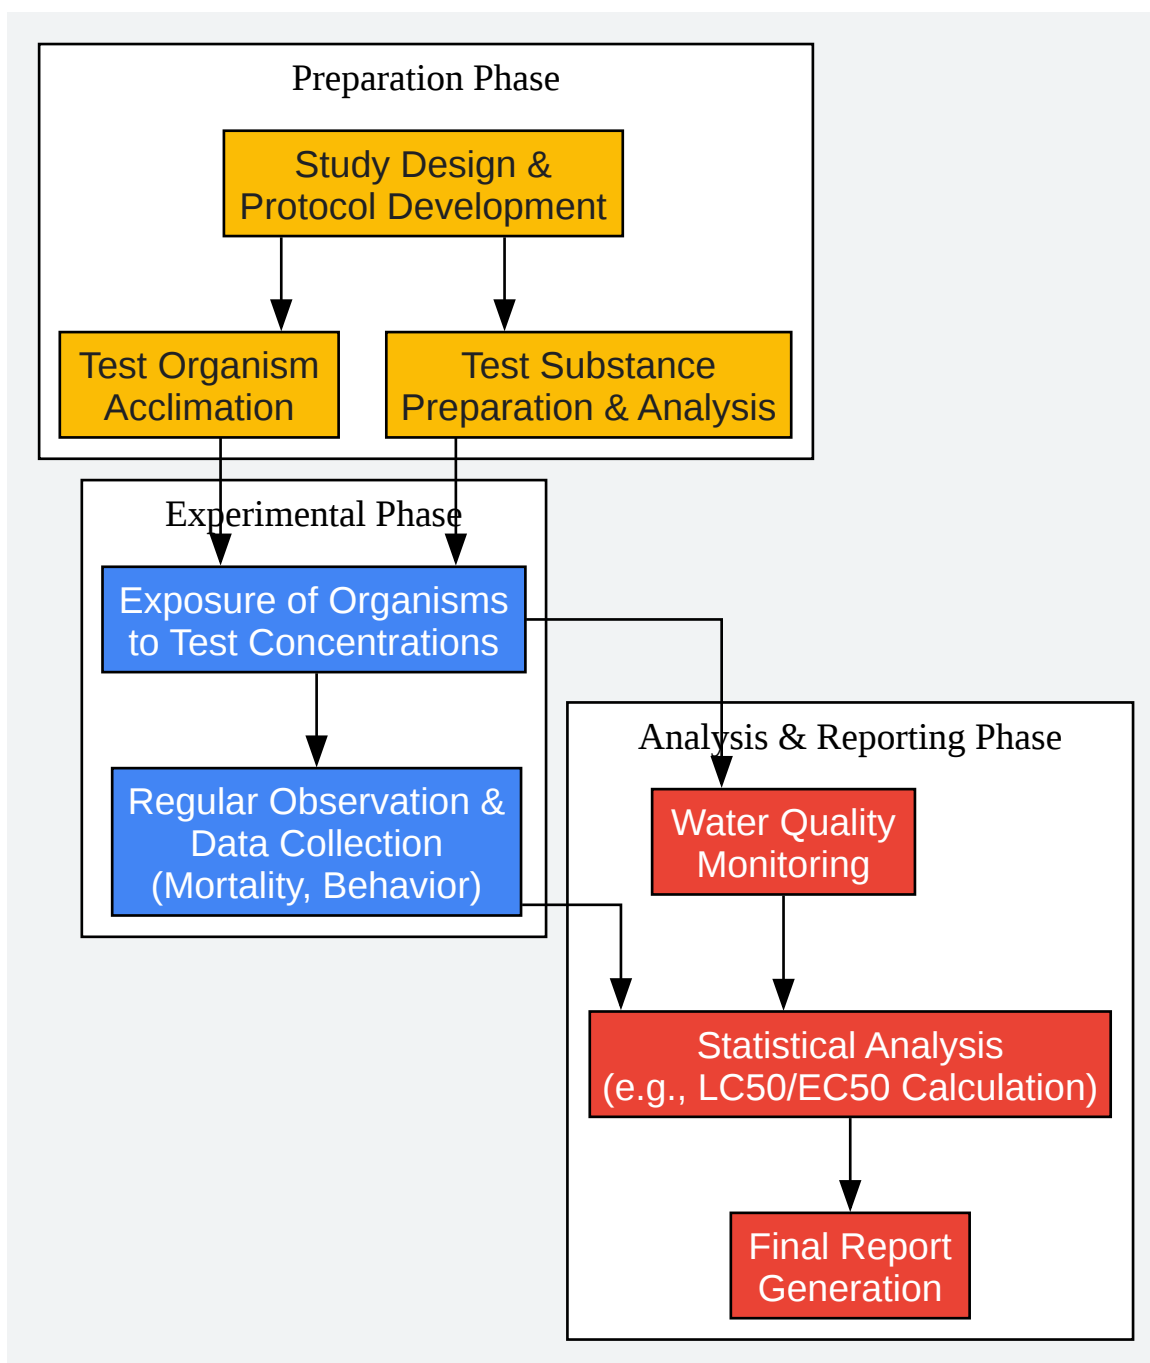 Preparation Phase
Study Design &
Protocol Development
Test Organism
Acclimation
Test Substance
Preparation & Analysis
Experimental Phase
Exposure of Organisms
to Test Concentrations
Regular Observation &
Data Collection
(Mortality, Behavior)
Analysis & Reporting Phase
Water Quality
Monitoring
Statistical Analysis
(e.g., LC50/EC50 Calculation)
Final Report
Generation